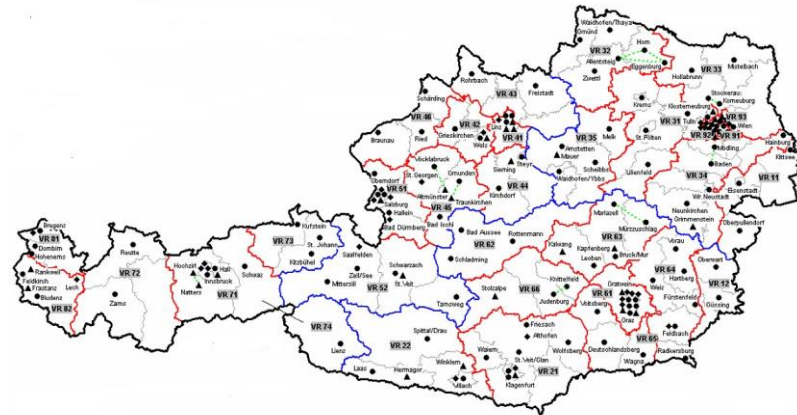 Waidhofen/Thaya
Gmünd
VR 32
Horn
Allentsteig
Eggenburg
Zwettl
Hollabrunn
VR 33
Mistelbach
Rohrbach
VR 43
Freistadt
Stockerau
Korneuburg
Klosterneuburg
Krems
VR 31
Tulln
VR 93
Wien
VR 92
VR 91
Schärding
VR 46
VR 42
Grieskirchen
Linz
VR 41
Wels
Braunau
Ried
VR 35
Melk
St. Pölten
Amstetten
Mauer
Mödling
Baden
Hainburg
Kittsee
Vöcklabruck
Sierning
Steyr
St. Georgen
Gmunden
Scheibbs
Lilienfeld
VR 34
VR 11
Oberndorf
VR 51
Altmünster
Traunkirchen
Kirchdorf
VR 44
Waidhofen/Ybbs
Wr. Neustadt
Eisenstadt
Salzburg
Hallein
VR 45
Bad Ischl
Bad Dürrnberg
Mariazell
Neunkirchen
Grimmenstein
Oberpullendorf
Mürzzuschlag
Bregenz
VR 81
Dornbirn
Hohenems
Rankweil
Feldkirch
Frastanz
Bludenz
VR 82
Lech
Reutte
VR 72
Zams
Kufstein
VR 73
St. Johann
Kitzbühel
Saalfelden
Hochzirl
Hall
Innsbruck
Natters
VR 71
Schwaz
Zell/See
Mittersill
VR 52
Schwarzach
St. Veit
Bad Aussee
VR 62
Rottenmann
Schladming
Kalwang
VR 63
Kapfenberg
Leoben
Bruck/Mur
Vorau
VR 64
Oberwart
Hartberg
Weiz
VR 12
Fürstenfeld
Güssing
Tamsweg
Stolzalpe
VR 66
Knittelfeld
Judenburg
Gratwein
VR 61
Voitsberg
Graz
VR 74
Lienz
VR 22
Spittal/Drau
Friesach
Althofen
Feldbach
VR 65
Radkersburg
Deutschlandsberg
Wagna
Waiern
St. Veit/Glan
Wolfsberg
Winklern
Laas
Hermagor
Villach
Klagenfurt
VR 21